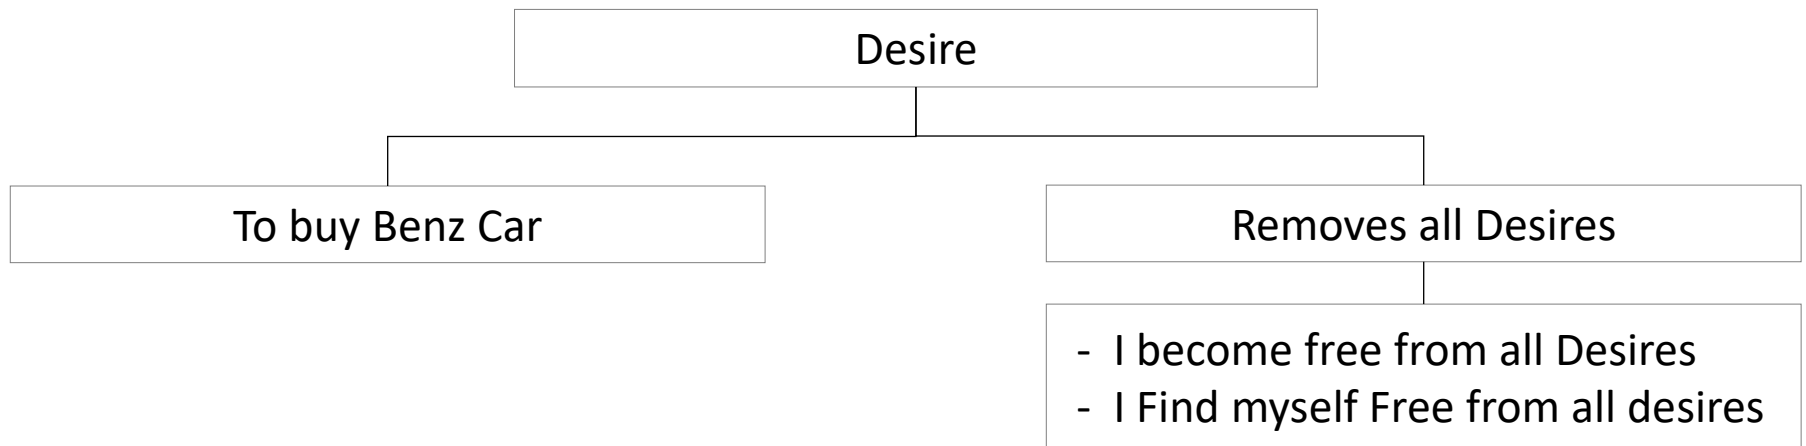 Desire
To buy Benz Car
Removes all Desires
- I become free from all Desires
- I Find myself Free from all desires